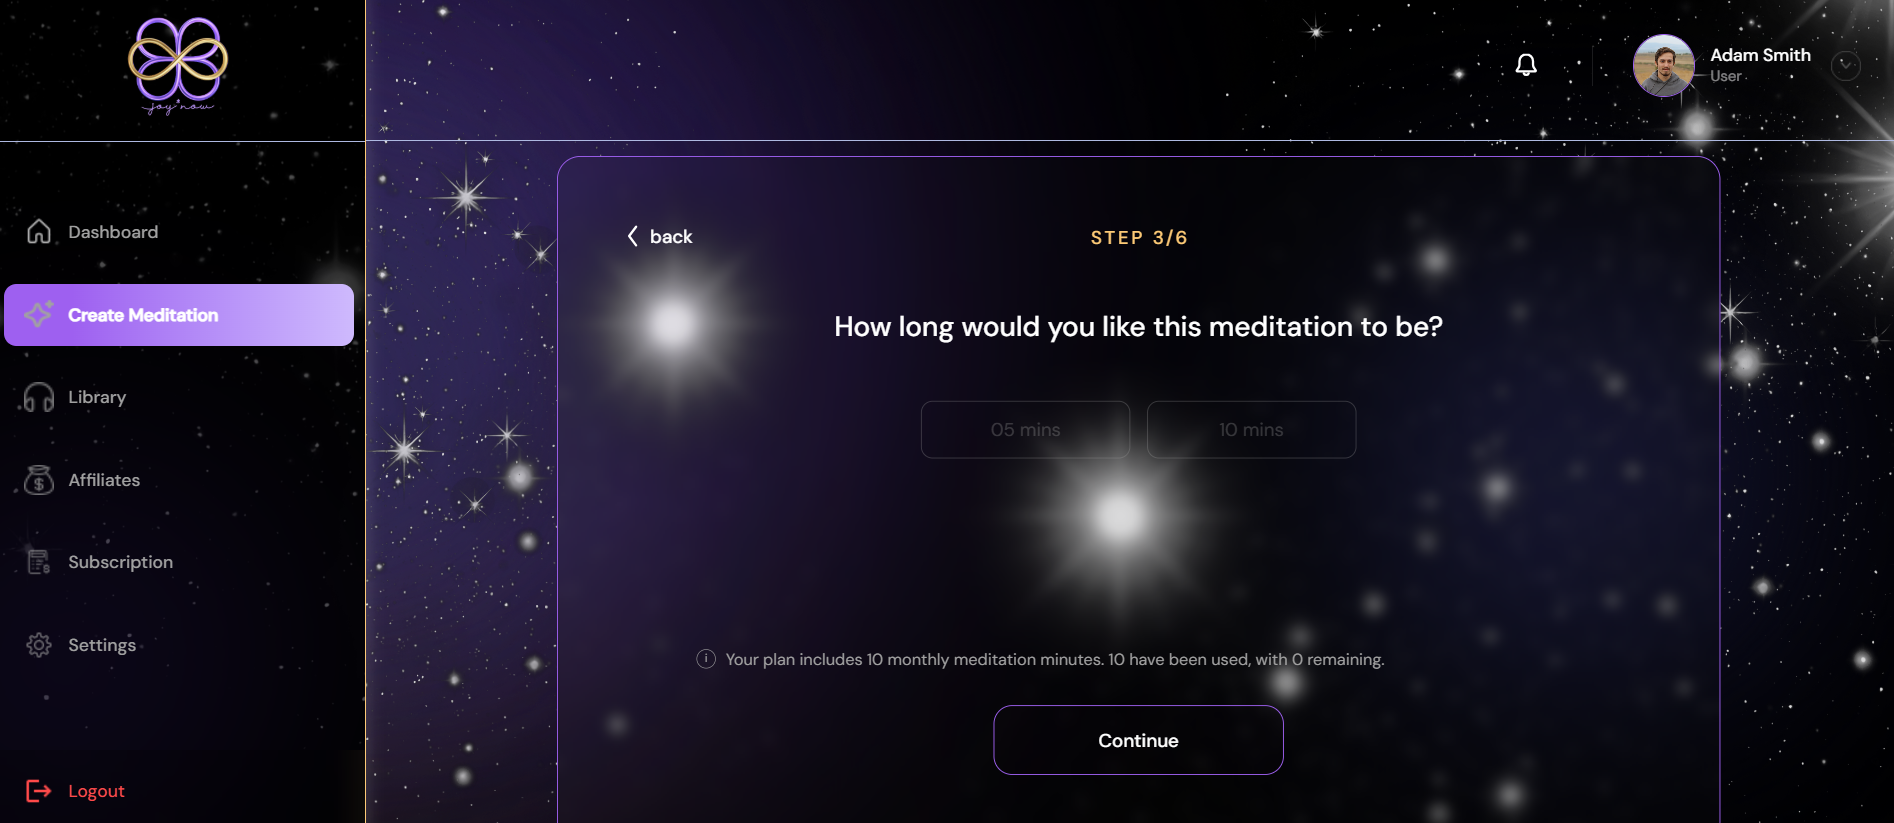 joy now
Adam Smith
User
Dashboard
Create Meditation
Library
Affiliates
Subscription
Settings
Logout
back
STEP 3/6
How long would you like this meditation to be?
05 mins
10 mins
Your plan includes 10 monthly meditation minutes. 10 have been used, with 0 remaining.
Continue